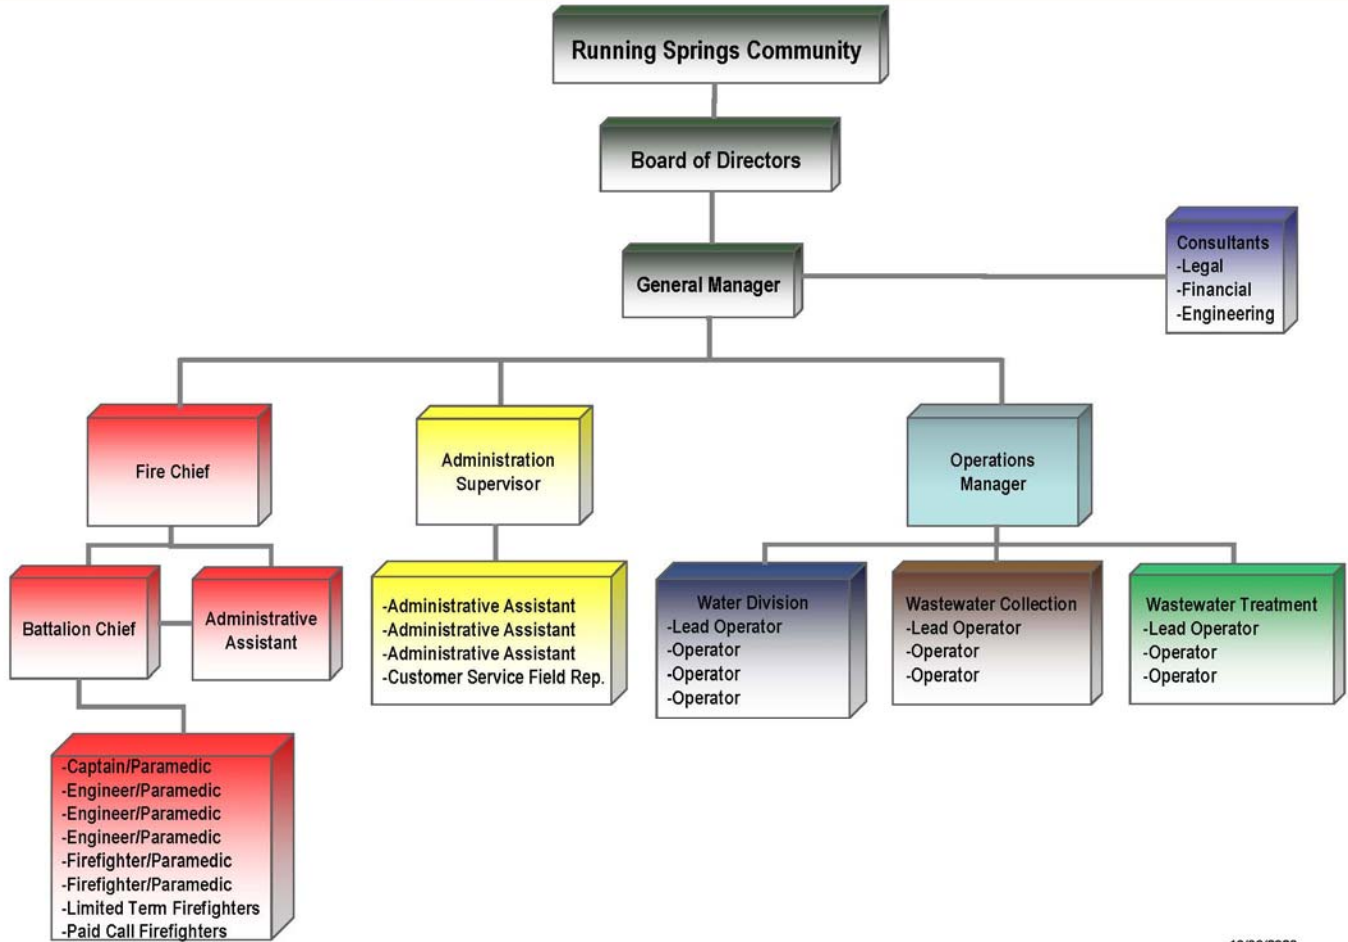 Running Springs Community
Board of Directors
General Manager
Consultants
-Legal
-Financial
-Engineering
Fire Chief
Administration
Supervisor
Operations
Manager
Battalion Chief
Administrative
Assistant
-Administrative Assistant
-Administrative Assistant
-Administrative Assistant
-Customer Service Field Rep.
Water Division
-Lead Operator
-Operator
-Operator
-Operator
Wastewater Collection
-Lead Operator
-Operator
-Operator
Wastewater Treatment
-Lead Operator
-Operator
-Operator
-Captain/Paramedic
-Engineer/Paramedic
-Engineer/Paramedic
-Engineer/Paramedic
-Firefighter/Paramedic
-Firefighter/Paramedic
-Limited Term Firefighters
-Paid Call Firefighters